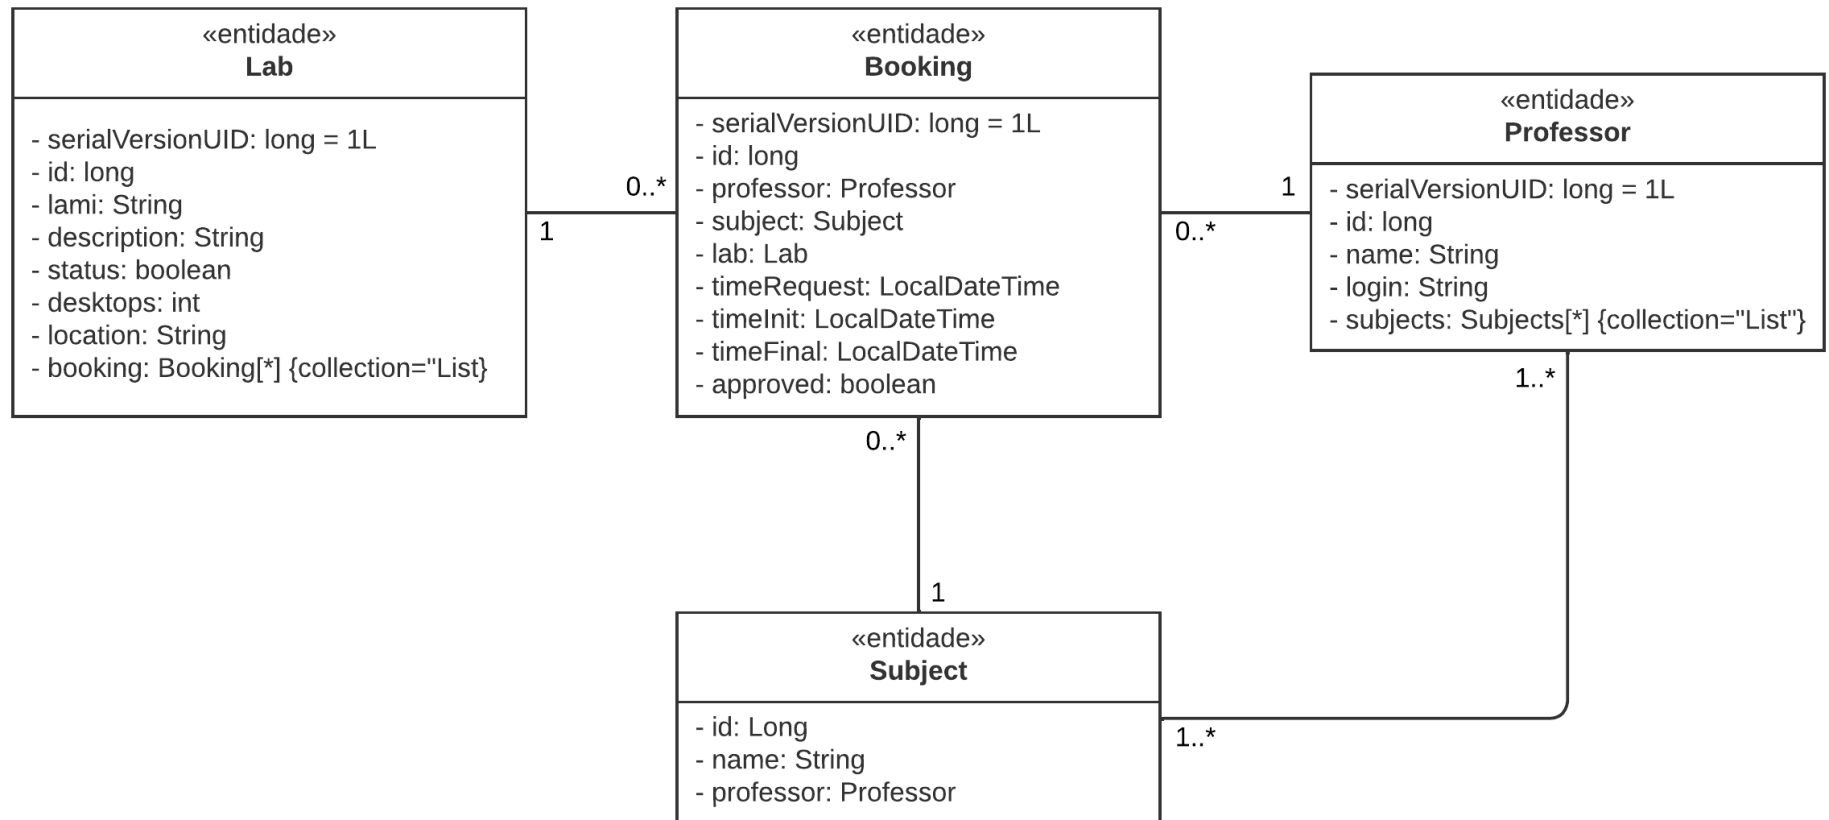 «entidade»
Lab
- serialVersionUID: long = 1L
- id: long
- lami: String
- description: String
- status: boolean
- desktops: int
- location: String
- booking: Booking[*] {collection="List}
1
0..*
«entidade»
Booking
- serialVersionUID: long = 1L
- id: long
- professor: Professor
- subject: Subject
- lab: Lab
- timeRequest: LocalDateTime
- timeInit: LocalDateTime
- timeFinal: LocalDateTime
- approved: boolean
0..*
1
«entidade»
Professor
- serialVersionUID: long = 1L
- id: long
- name: String
- login: String
- subjects: Subjects[*] {collection="List"}
1..*
0..*
1
«entidade»
Subject
- id: Long
- name: String
- professor: Professor
1..*